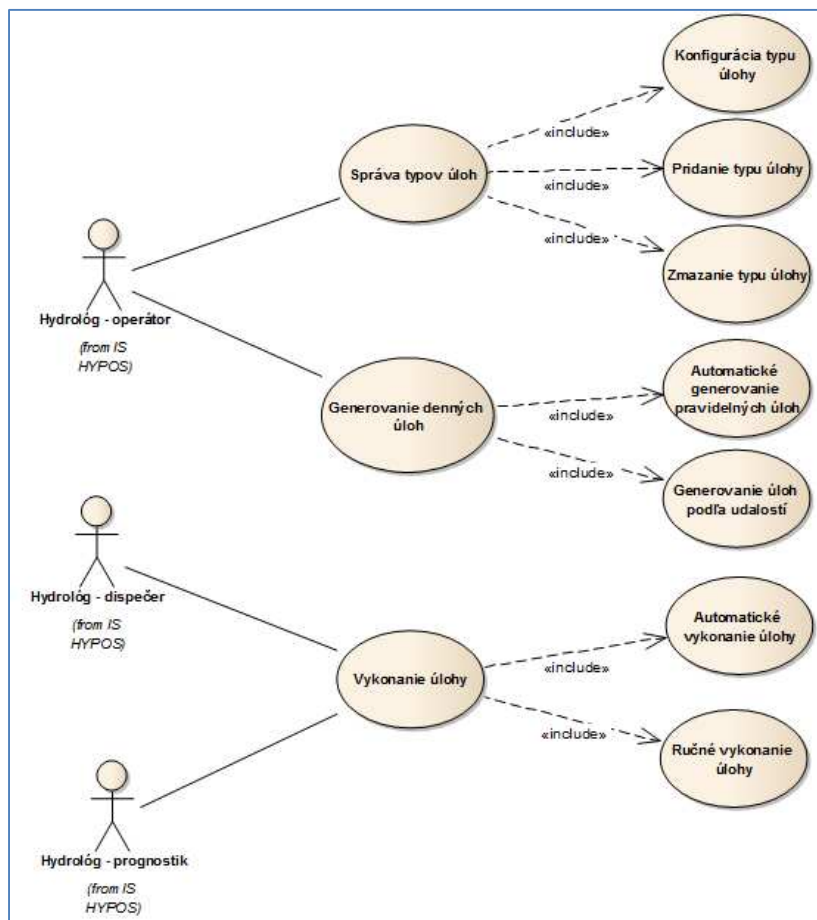 Konfigurácia typu
úlohy
«include»
Správa typov úloh
Pridanie typu úlohy
«include»
«include»
Zmazanie typu úlohy
Hydrológ - operátor
(from IS
HYPOS)
Automatické
generovanie
pravidelných úloh
«include»
Generovanie denných
úloh
«include»
Generovanie úloh
podľa udalostí
Hydrológ - dispečer
(from IS
HYPOS)
Automatické
vykonanie úlohy
«include»
Vykonanie úlohy
«include»
Ručné vykonanie
úlohy
Hydrológ - prognostik
(from IS
HYPOS)